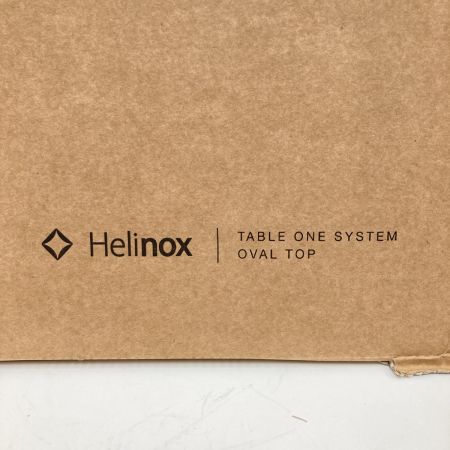 Helinox
TABLE ONE SYSTEM
OVAL TOP